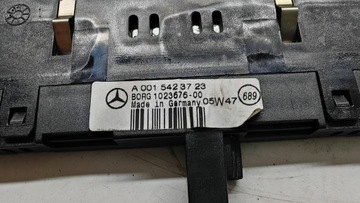 A 001 542 37 23
BORG 1023676-00
Made in Germany 05W47 689